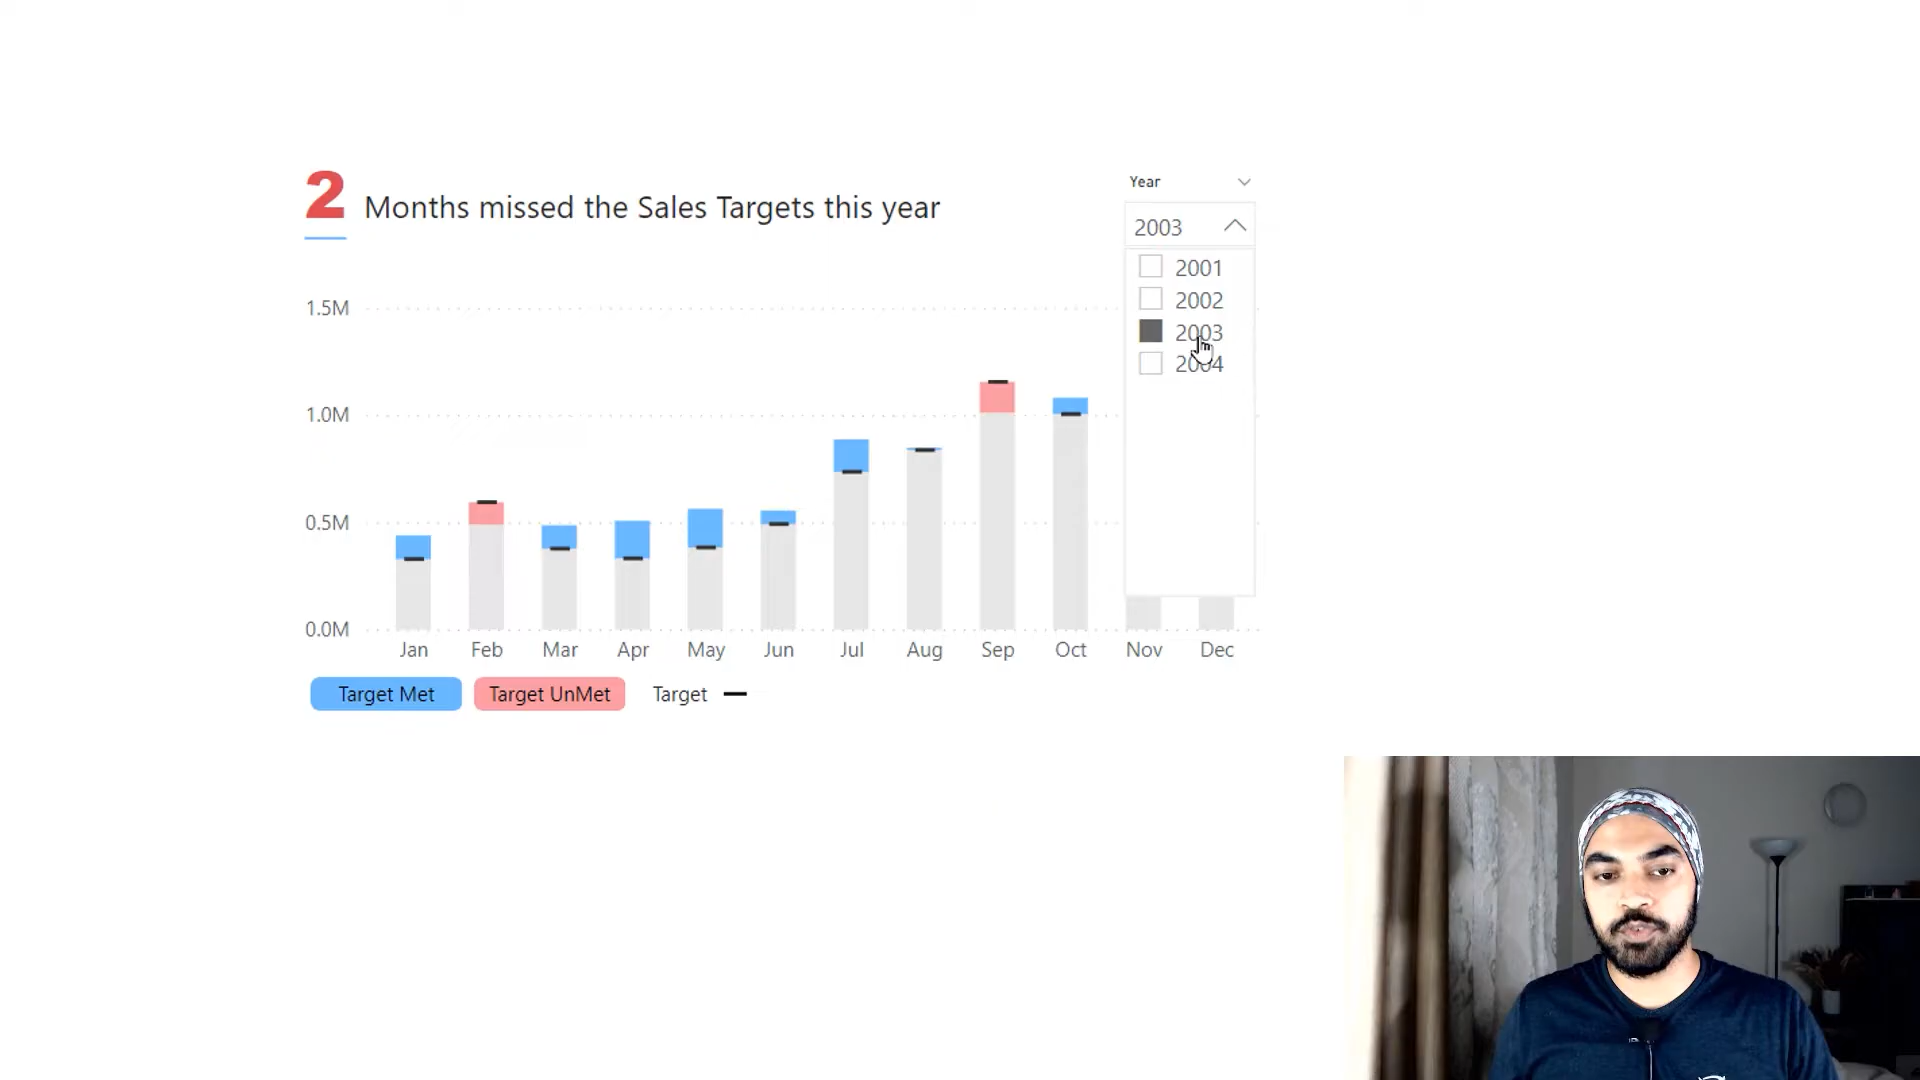 2 Months missed the Sales Targets this year
Year
2003
2001
2002
2003
2004
1.5M
1.0M
0.5M
0.0M
Jan Feb Mar Apr May Jun Jul Aug Sep Oct Nov Dec
Target Met Target UnMet Target